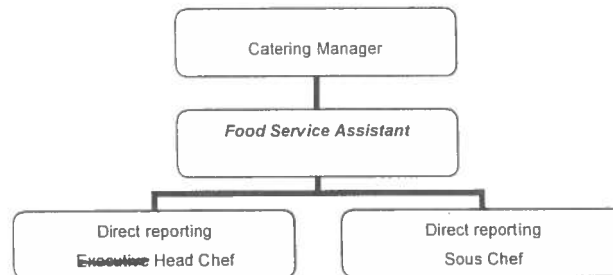 Catering Manager
Food Service Assistant
Direct reporting
Executive Head Chef
Direct reporting
Sous Chef